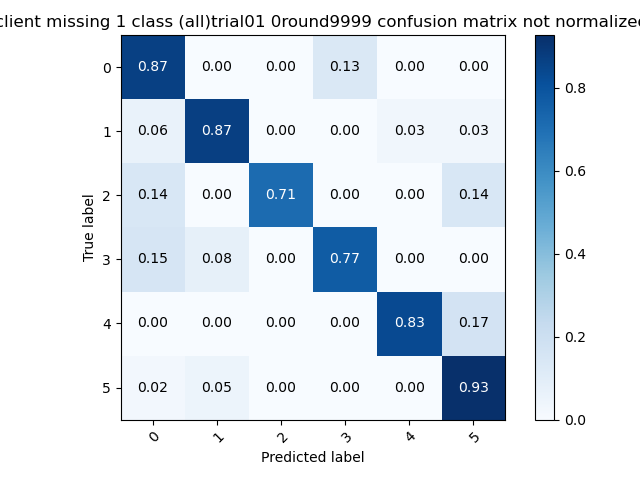 client missing 1 class (all)trial01 0round9999 confusion matrix not normalized
0 0.87 0.00 0.00 0.13 0.00 0.00
1 0.06 0.87 0.00 0.00 0.03 0.03
2 0.14 0.00 0.71 0.00 0.00 0.14
3 0.15 0.08 0.00 0.77 0.00 0.00
4 0.00 0.00 0.00 0.00 0.83 0.17
5 0.02 0.05 0.00 0.00 0.00 0.93
True label
0 1 2 3 4 5
Predicted label
0.8
0.6
0.4
0.2
0.0